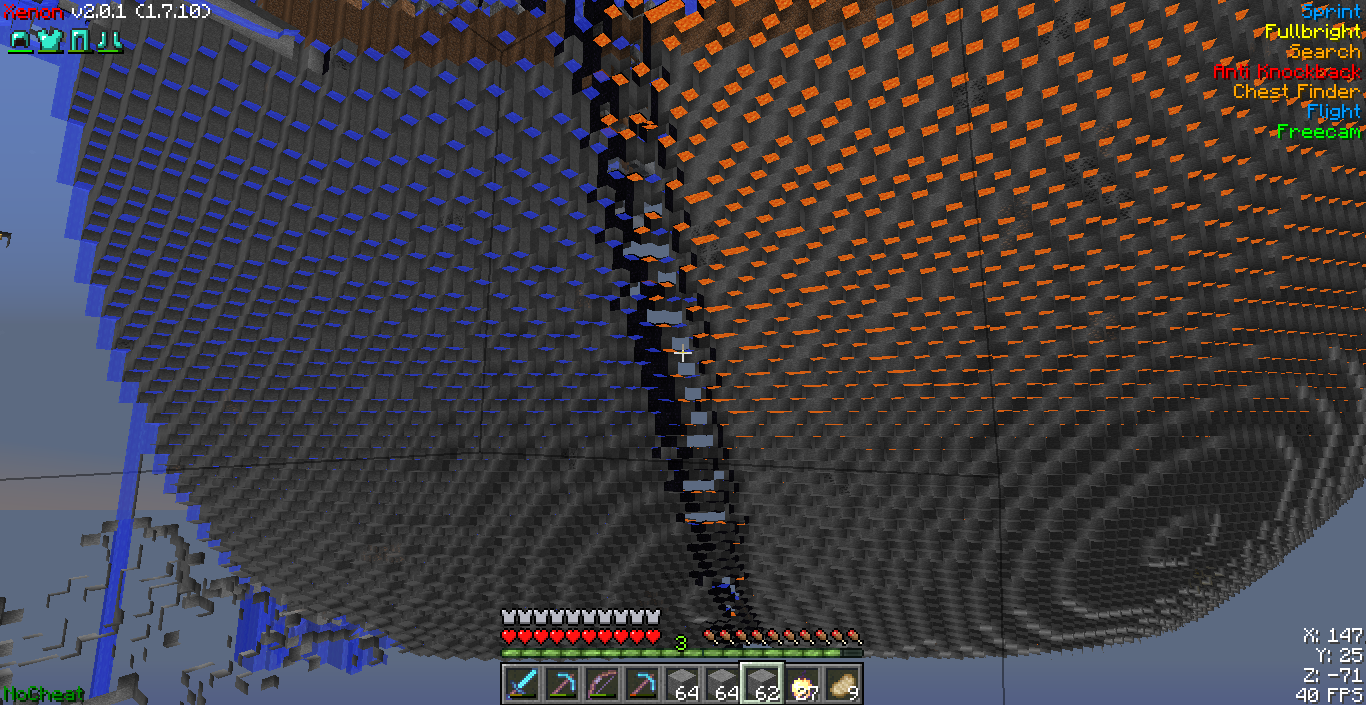 Xenon v2.0.1 (1.7.10)
Sprint
Fullbright
Search
Anti Knockback
Chest Finder
Flight
Freecam
3
64
64
62
9
X: 147
Y: 25
Z: -71
40 FPS
NoCheat